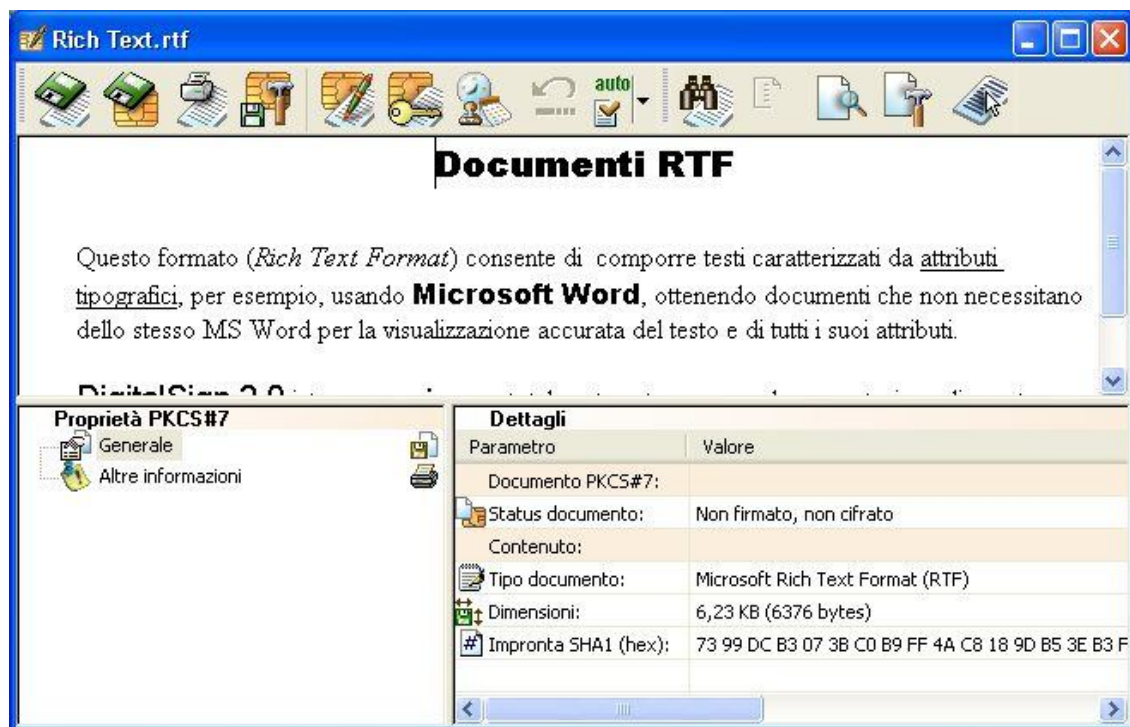 Rich Text.rtf
auto
Documenti RTF
Questo formato (Rich Text Format) consente di comporre testi caratterizzati da attributi
tipografici, per esempio, usando Microsoft Word, ottenendo documenti che non necessitano
dello stesso MS Word per la visualizzazione accurata del testo e di tutti i suoi attributi.
DigitalSign 2.0
Proprietà PKCS#7
Generale
Altre informazioni
Dettagli
Parametro Valore
Documento PKCS#7:
Status documento: Non firmato, non cifrato
Contenuto:
Tipo documento: Microsoft Rich Text Format (RTF)
Dimensioni: 6,23 KB (6376 bytes)
Impronta SHA1 (hex): 73 99 DC B3 07 3B C0 B9 FF 4A C8 18 9D B5 3E B3 F